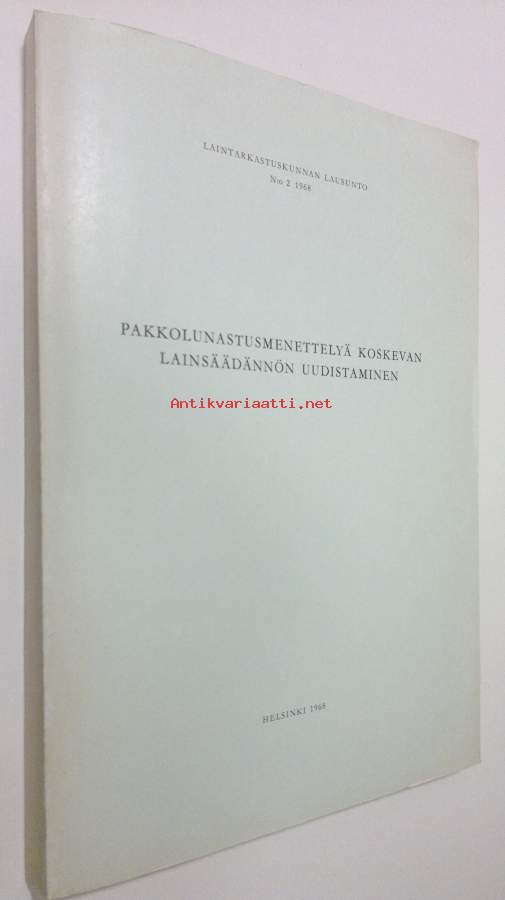 LAINTARKASTUSKUNNAN LAUSUNTO
N:o 2 1968
PAKKOLUNASTUSMENETTELYÄ KOSKEVAN
LAINSÄÄDÄNNÖN UUDISTAMINEN
Antikvariaatti.net
HELSINKI 1968